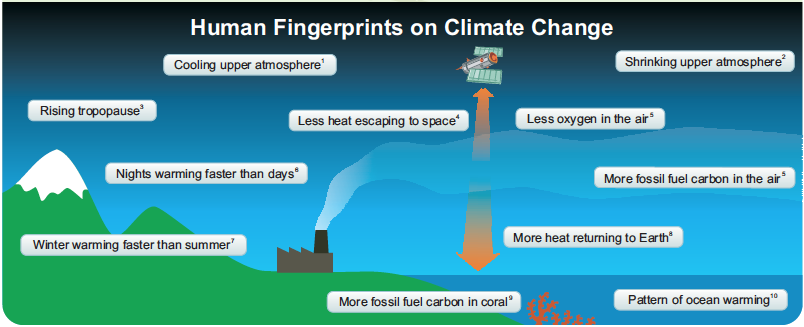 Human Fingerprints on Climate Change
Cooling upper atmosphere¹
Shrinking upper atmosphere²
Rising tropopause³
Less heat escaping to space⁴
Less oxygen in the air⁵
Nights warming faster than days⁶
More fossil fuel carbon in the air⁵
Winter warming faster than summer⁷
More heat returning to Earth⁸
More fossil fuel carbon in coral⁹
Pattern of ocean warming¹⁰